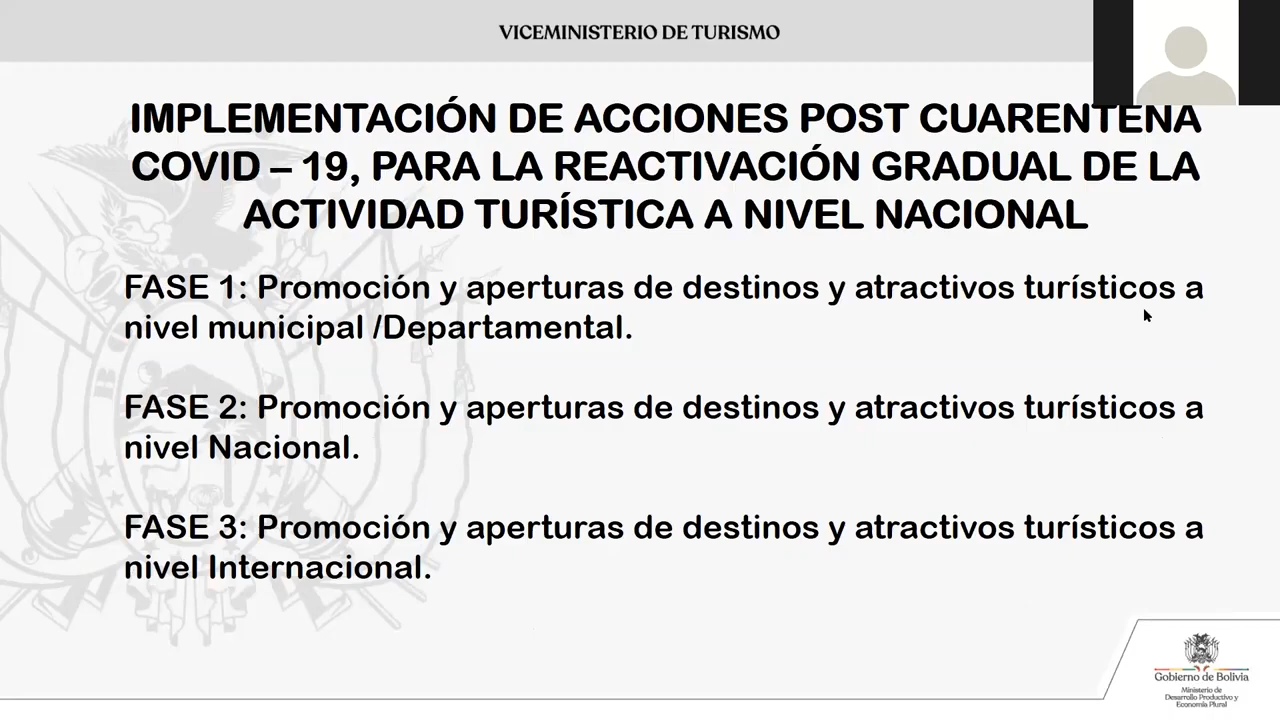 VICEMINISTERIO DE TURISMO
IMPLEMENTACIÓN DE ACCIONES POST CUARENTENA
COVID – 19, PARA LA REACTIVACIÓN GRADUAL DE LA
ACTIVIDAD TURÍSTICA A NIVEL NACIONAL
FASE 1: Promoción y aperturas de destinos y atractivos turísticos a
nivel municipal /Departamental.
FASE 2: Promoción y aperturas de destinos y atractivos turísticos a
nivel Nacional.
FASE 3: Promoción y aperturas de destinos y atractivos turísticos a
nivel Internacional.
Gobierno de Bolivia
Ministerio de
Desarrollo Productivo y
Economía Plural